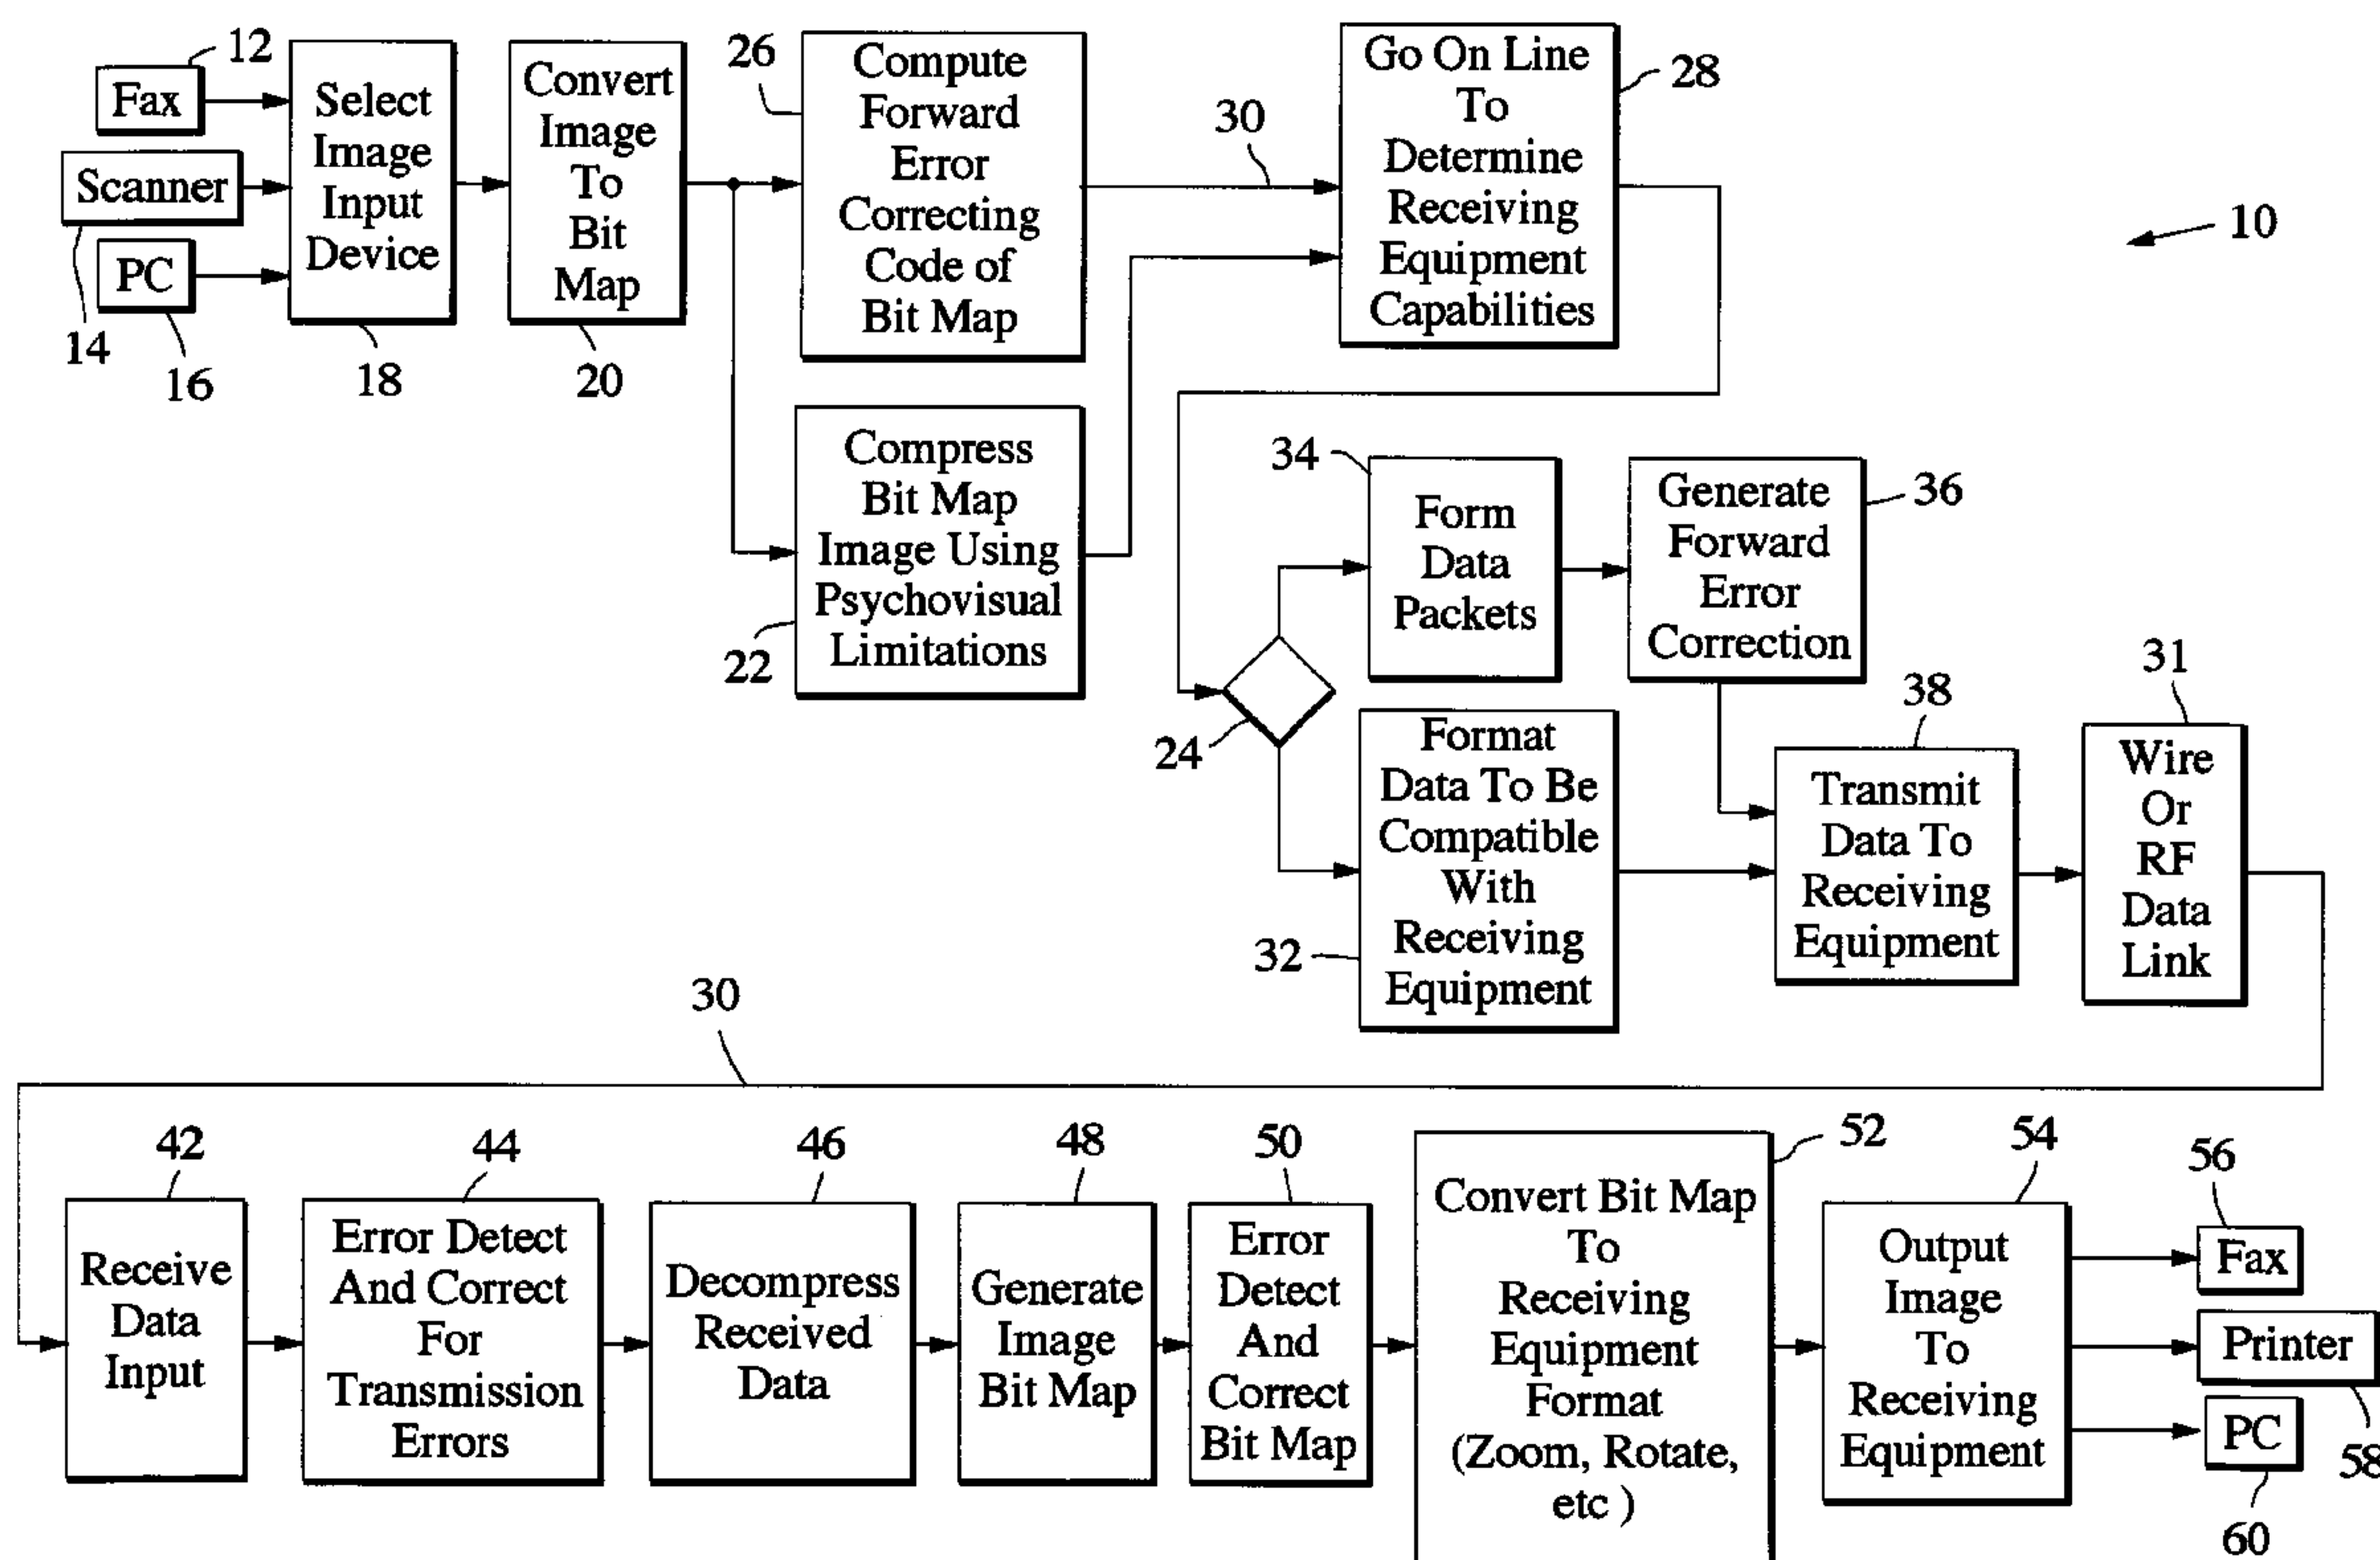 12
Fax
Scanner
14
PC
16
Select
Image
Input
Device
18
Convert
Image
To
Bit
Map
20
26
Compute
Forward
Error
Correcting
Code of
Bit Map
30
Go On Line
To
Determine
Receiving
Equipment
Capabilities
28
10
Compress
Bit Map
Image Using
Psychovisual
Limitations
22
24
34
Form
Data
Packets
Generate
Forward
Error
Correction
36
Format
Data To Be
Compatible
With
Receiving
Equipment
32
38
Transmit
Data To
Receiving
Equipment
31
Wire
Or
RF
Data
Link
30
42
Receive
Data
Input
44
Error Detect
And Correct
For
Transmission
Errors
46
Decompress
Received
Data
48
Generate
Image
Bit Map
50
Error
Detect
And
Correct
Bit Map
52
Convert Bit Map
To
Receiving
Equipment
Format
(Zoom, Rotate,
etc )
54
Output
Image
To
Receiving
Equipment
56
Fax
Printer
58
PC
60